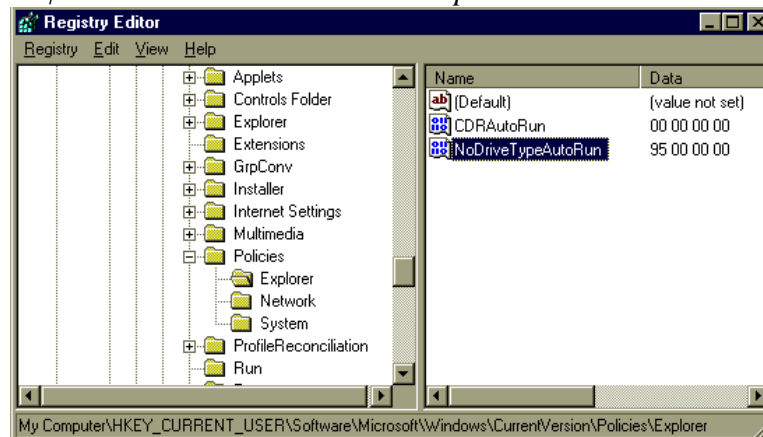 Registry Editor
Registry Edit View Help
Applets
Controls Folder
Explorer
Extensions
GrpConv
Installer
Internet Settings
Multimedia
Policies
Explorer
Network
System
ProfileReconciliation
Run
Name Data
ab (Default) (value not set)
CDRAutoRun 00 00 00 00
NoDriveTypeAutoRun 95 00 00 00
My Computer\HKEY_CURRENT_USER\Software\Microsoft\Windows\CurrentVersion\Policies\Explorer